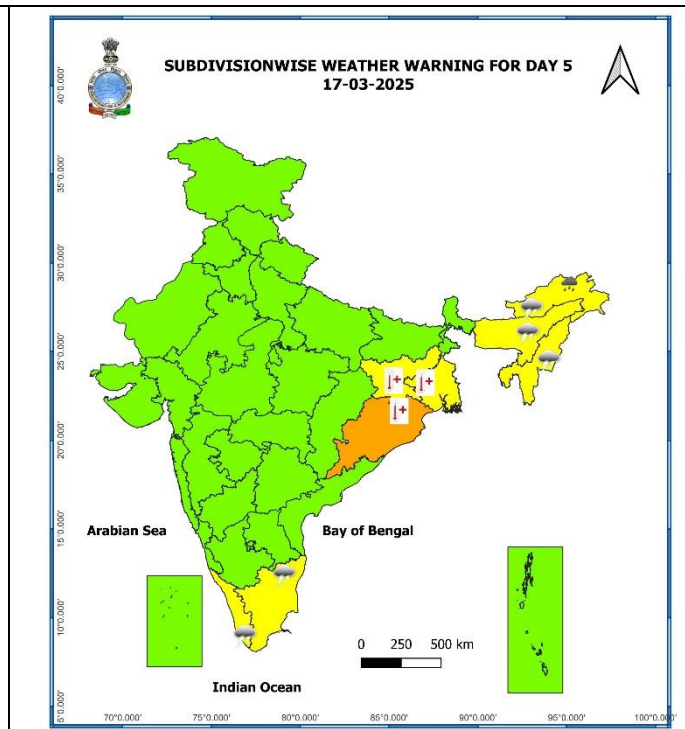 SUBDIVISIONWISE WEATHER WARNING FOR DAY 5
17-03-2025
40°0.000'
35°0.000'
30°0.000'
25°0.000'
20°0.000'
15°0.000'
10°0.000'
5°0.000'
Arabian Sea
Bay of Bengal
0 250 500 km
Indian Ocean
70°0.000' 75°0.000' 80°0.000' 85°0.000' 90°0.000' 95°0.000' 100°0.000'